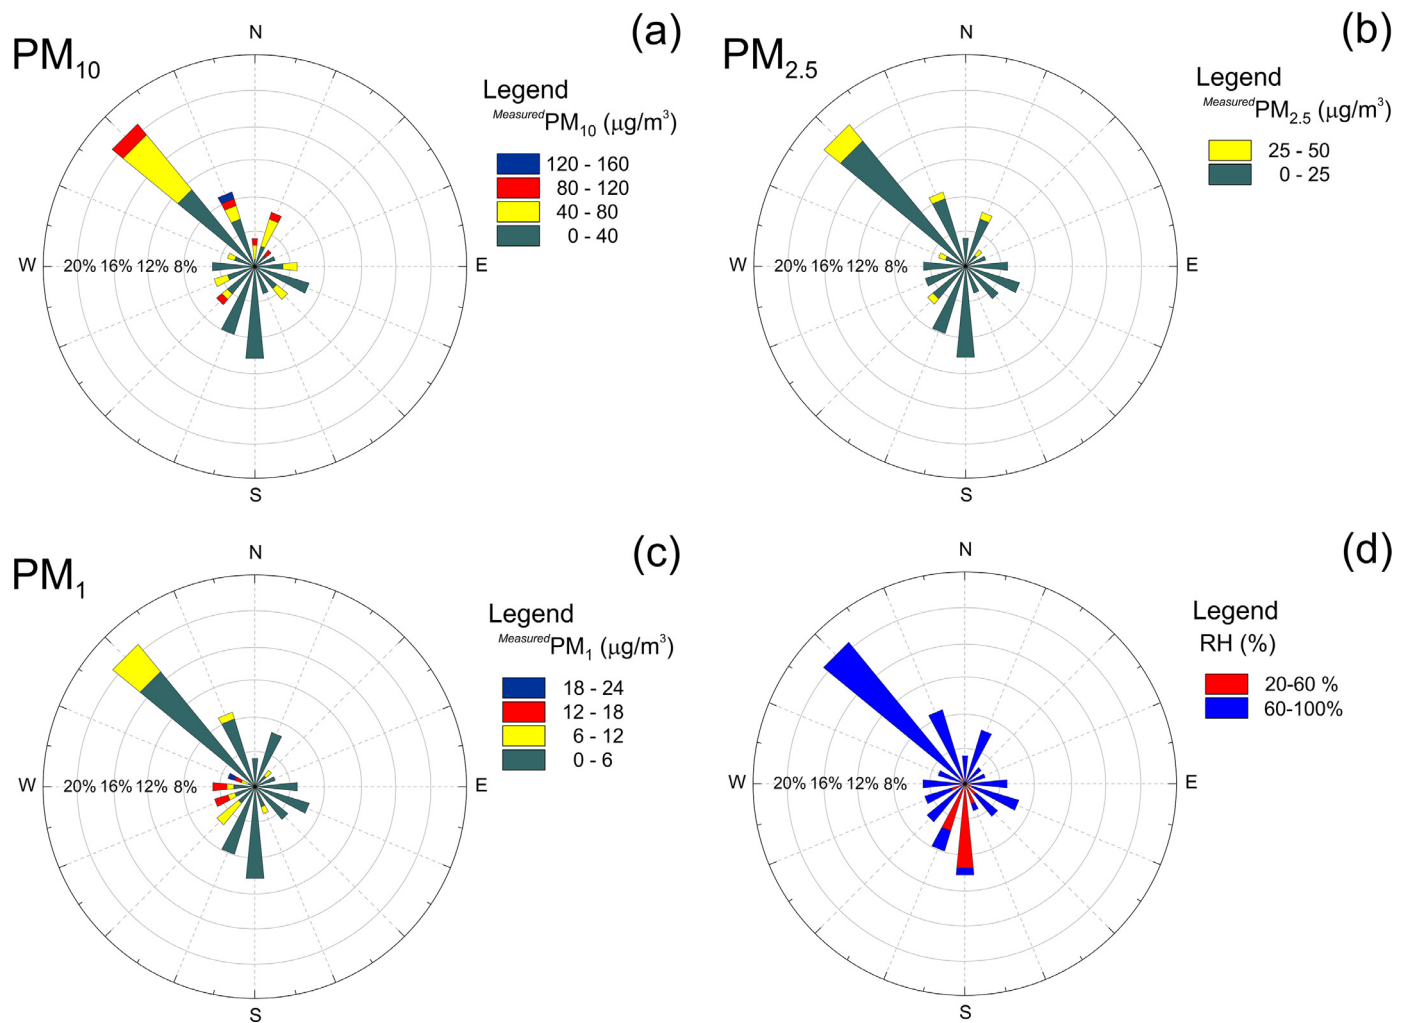 PM10
(a)
N
W
E
S
20% 16% 12% 8%
Legend
MeasuredPM10 (μg/m3)
120 - 160
80 - 120
40 - 80
0 - 40
PM2.5
(b)
N
W
E
S
20% 16% 12% 8%
Legend
MeasuredPM2.5 (μg/m3)
25 - 50
0 - 25
PM1
(c)
N
W
E
S
20% 16% 12% 8%
Legend
MeasuredPM1 (μg/m3)
18 - 24
12 - 18
6 - 12
0 - 6
(d)
N
W
E
S
20% 16% 12% 8%
Legend
RH (%)
20-60 %
60-100%